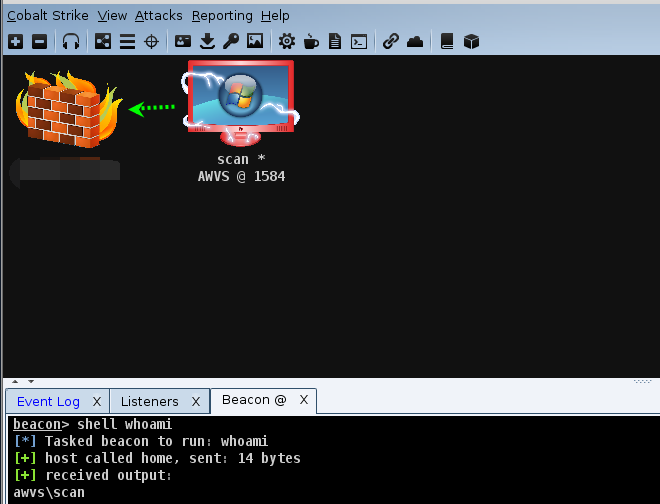 Cobalt Strike View Attacks Reporting Help
scan *
AWVS @ 1584
Event Log X Listeners X Beacon @ X
beacon> shell whoami
[*] Tasked beacon to run: whoami
[+] host called home, sent: 14 bytes
[+] received output:
awvs\scan